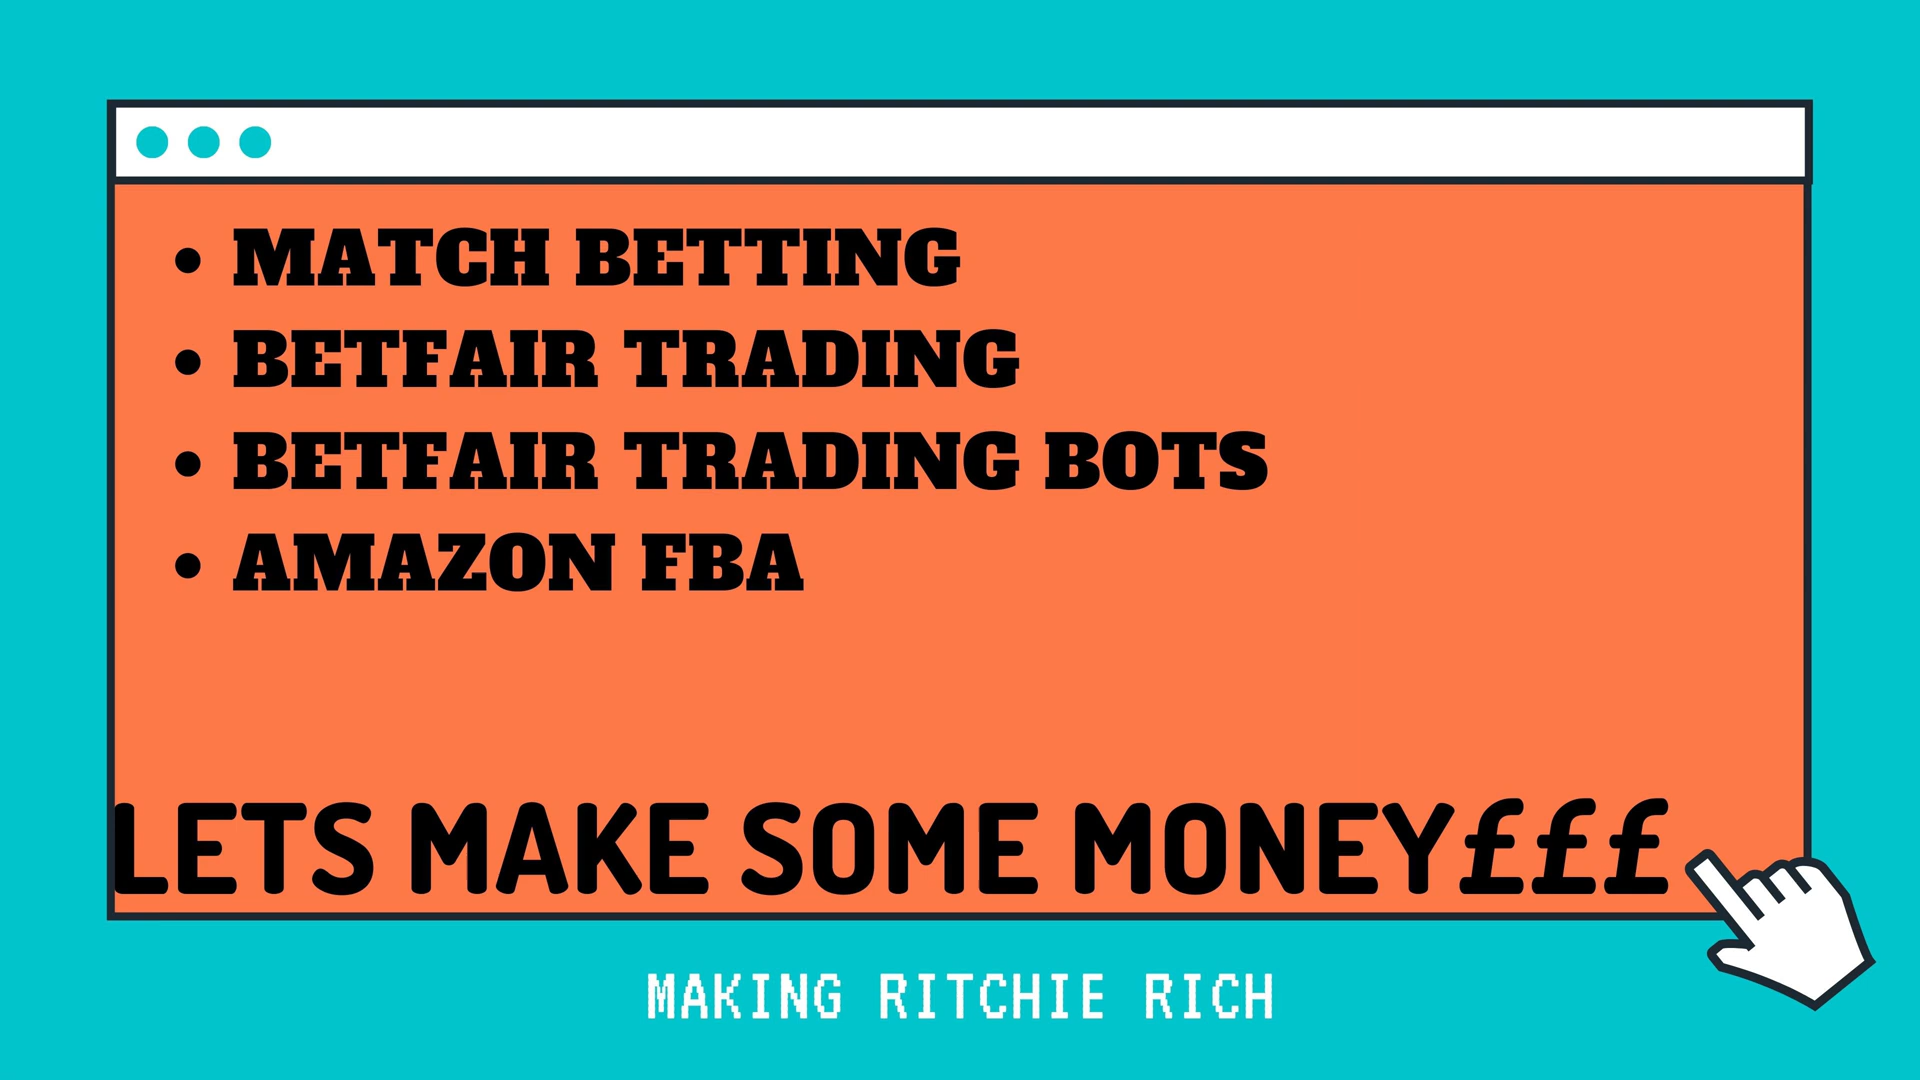 • MATCH BETTING
• BETFAIR TRADING
• BETFAIR TRADING BOTS
• AMAZON FBA
LETS MAKE SOME MONEY£££
MAKING RITCHIE RICH